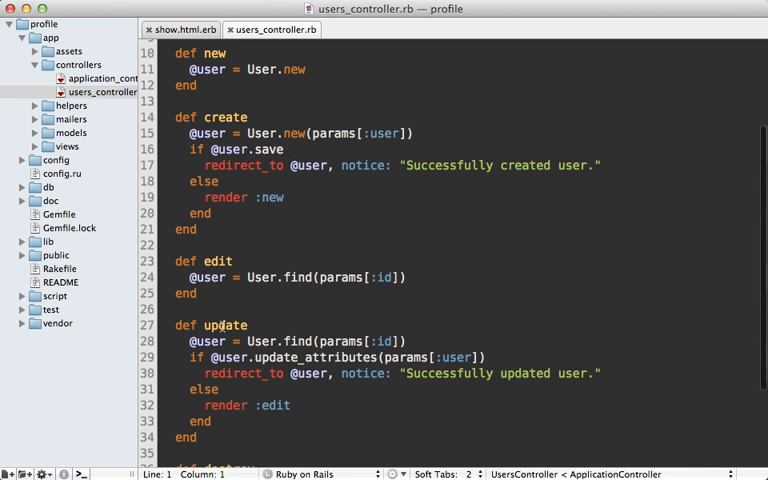 users_controller.rb — profile
profile
app
assets
controllers
application_cont
users_controller
helpers
mailers
models
views
config
config.ru
db
doc
Gemfile
Gemfile.lock
lib
public
Rakefile
README
script
test
vendor
show.html.erb
users_controller.rb
10 def new
11 @user = User.new
12 end
13
14 def create
15 @user = User.new(params[:user])
16 if @user.save
17 redirect_to @user, notice: "Successfully created user."
18 else
19 render :new
20 end
21 end
22
23 def edit
24 @user = User.find(params[:id])
25 end
26
27 def update
28 @user = User.find(params[:id])
29 if @user.update_attributes(params[:user])
30 redirect_to @user, notice: "Successfully updated user."
31 else
32 render :edit
33 end
34 end
35
Line: 1 Column: 1
Ruby on Rails
Soft Tabs: 2
UsersController < ApplicationController